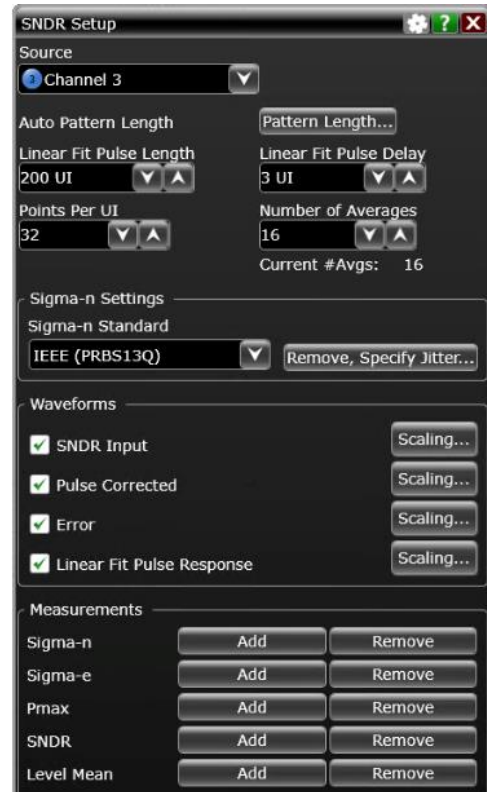 SNDR Setup ?
Source
3 Channel 3
Auto Pattern Length Pattern Length...
Linear Fit Pulse Length Linear Fit Pulse Delay
200 UI 3 UI
Points Per UI Number of Averages
32 16
Current #Avgs: 16
Sigma-n Settings
Sigma-n Standard
IEEE (PRBS13Q) Remove, Specify Jitter...
Waveforms
SNDR Input Scaling...
Pulse Corrected Scaling...
Error Scaling...
Linear Fit Pulse Response Scaling...
Measurements
Sigma-n Add Remove
Sigma-e Add Remove
Pmax Add Remove
SNDR Add Remove
Level Mean Add Remove